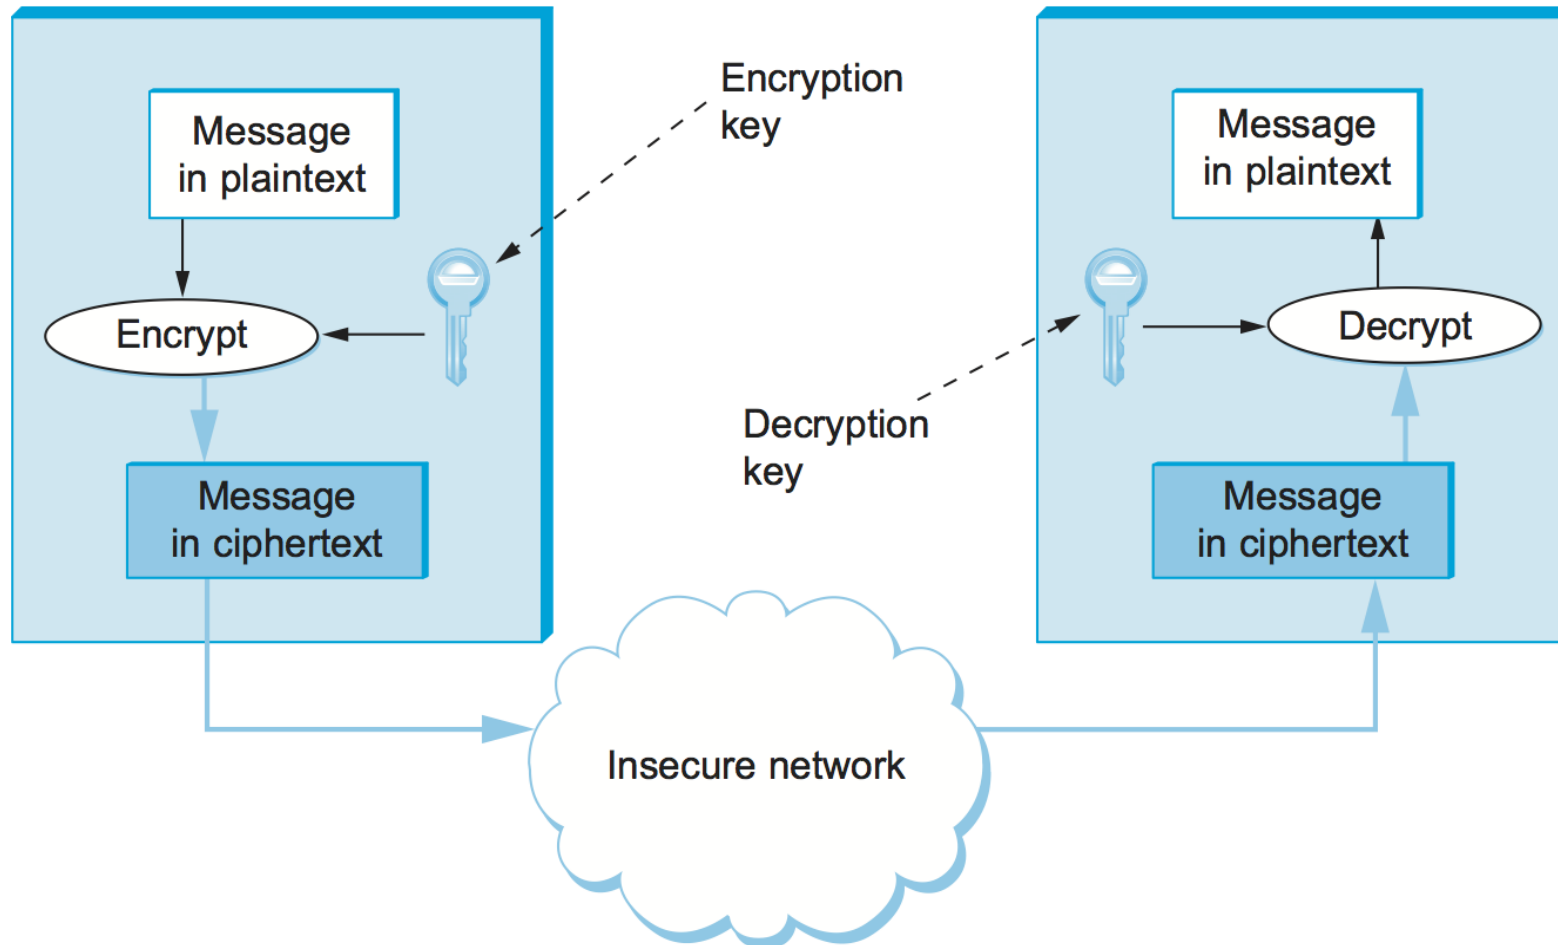 Message
in plaintext
Encrypt
Message
in ciphertext
Encryption
key
Decryption
key
Insecure network
Message
in plaintext
Decrypt
Message
in ciphertext